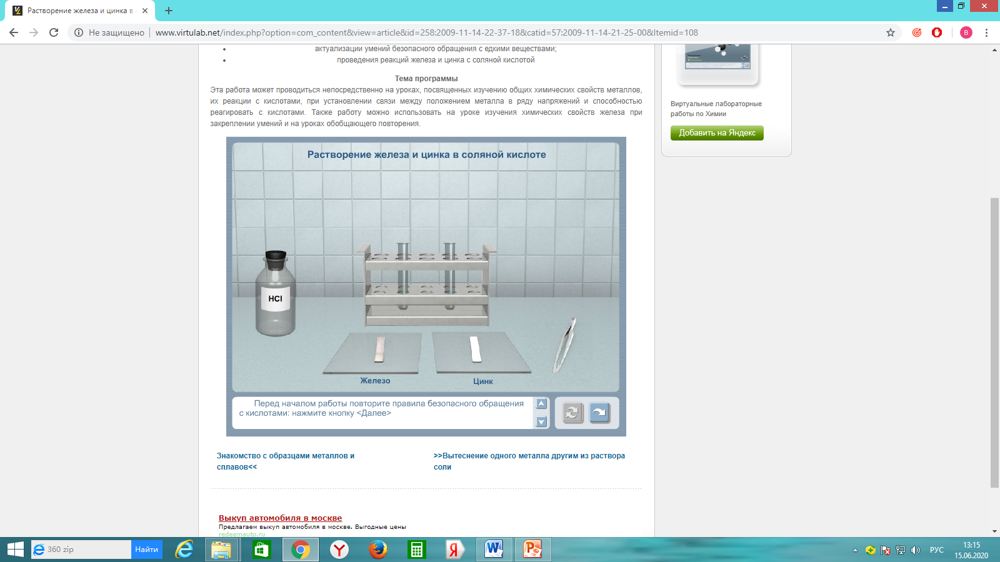 Растворение железа и цинка в с
Не защищено
www.virtulab.net/index.php?option=com_content&view=article&id=258:2009-11-14-22-37-18&catid=57:2009-11-14-21-25-00&Itemid=108
В
актуализации умений безопасного обращения с едкими веществами;
проведения реакций железа и цинка с соляной кислотой
Тема программы
Эта работа может проводиться непосредственно на уроках, посвященных изучению общих химических свойств металлов,
их реакции с кислотами, при установлении связи между положением металла в ряду напряжений и способностью
реагировать с кислотами. Также работу можно использовать на уроке изучения химических свойств железа при
закреплении умений и на уроках обобщающего повторения.
Виртуальные лабораторные
работы по Химии
Добавить на Яндекс
Растворение железа и цинка в соляной кислоте
HCl
Железо
Цинк
Перед началом работы повторите правила безопасного обращения
с кислотами: нажмите кнопку <Далее>
Знакомство с образцами металлов и
сплавов<<
>>Вытеснение одного металла другим из раствора
соли
Выкуп автомобиля в москве
Предлагаем выкуп автомобиля в москве. Выгодные цены
redeemauto.ru
360 zip
Найти
РУС
13:15
15.06.2020